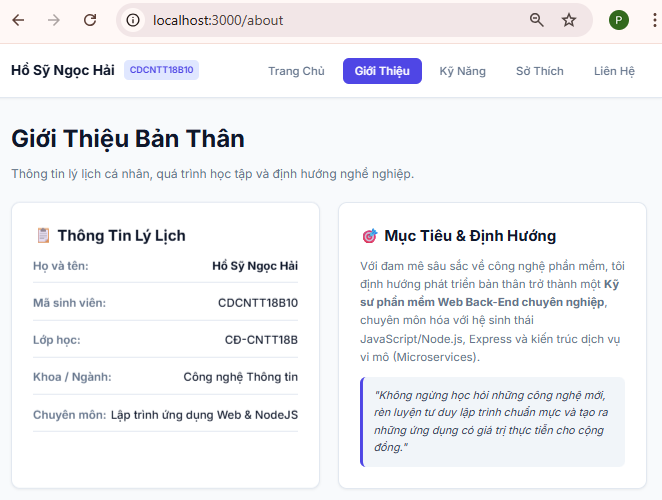 localhost:3000/about
P
Hồ Sỹ Ngọc Hải CDCNTT18B10 Trang Chủ Giới Thiệu Kỹ Năng Sở Thích Liên Hệ
Giới Thiệu Bản Thân
Thông tin lý lịch cá nhân, quá trình học tập và định hướng nghề nghiệp.
Thông Tin Lý Lịch
Họ và tên: Hồ Sỹ Ngọc Hải
Mã sinh viên: CDCNTT18B10
Lớp học: CĐ-CNTT18B
Khoa / Ngành: Công nghệ Thông tin
Chuyên môn: Lập trình ứng dụng Web & NodeJS
Mục Tiêu & Định Hướng
Với đam mê sâu sắc về công nghệ phần mềm, tôi
định hướng phát triển bản thân trở thành một Kỹ
sư phần mềm Web Back-End chuyên nghiệp,
chuyên môn hóa với hệ sinh thái
JavaScript/Node.js, Express và kiến trúc dịch vụ
vi mô (Microservices).
"Không ngừng học hỏi những công nghệ mới,
rèn luyện tư duy lập trình chuẩn mực và tạo ra
những ứng dụng có giá trị thực tiễn cho cộng
đồng."